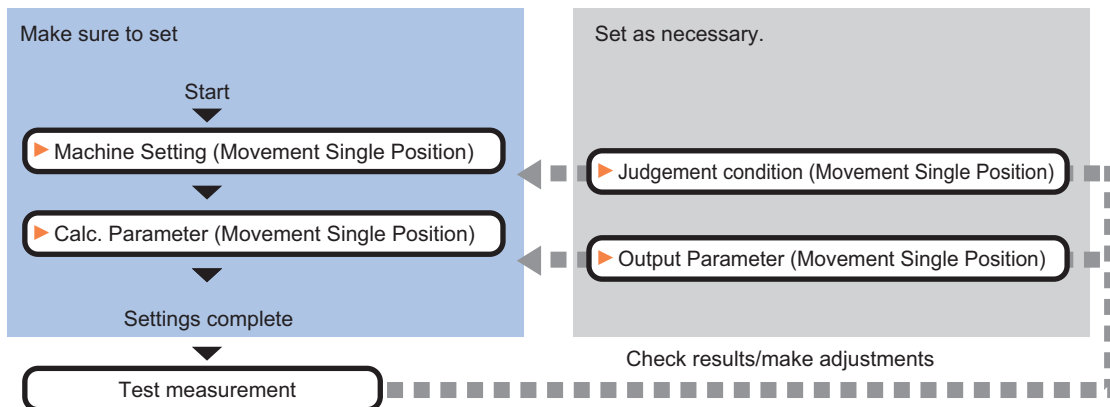 Make sure to set
Start
Machine Setting (Movement Single Position)
Calc. Parameter (Movement Single Position)
Settings complete
Test measurement
Set as necessary.
Judgement condition (Movement Single Position)
Output Parameter (Movement Single Position)
Check results/make adjustments